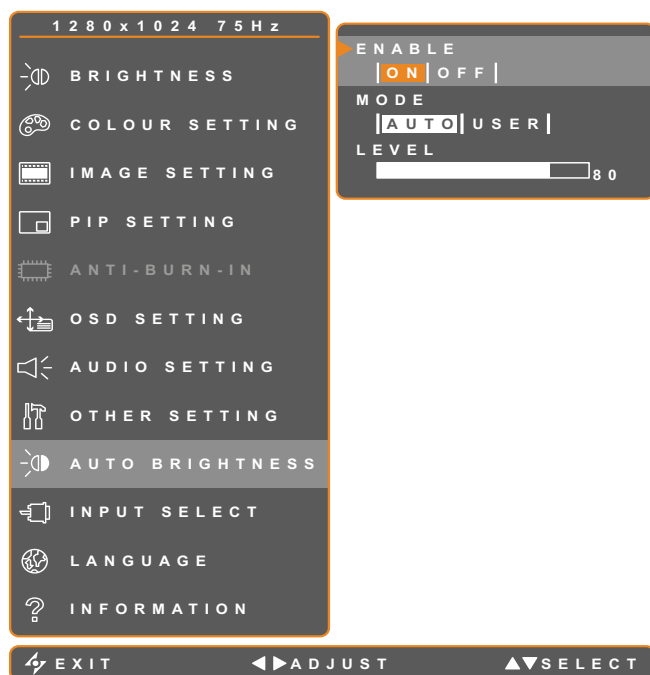 1280x1024 75Hz
BRIGHTNESS
COLOUR SETTING
IMAGE SETTING
PIP SETTING
ANTI-BURN-IN
OSD SETTING
AUDIO SETTING
OTHER SETTING
AUTO BRIGHTNESS
INPUT SELECT
LANGUAGE
INFORMATION
ENABLE
ON OFF
MODE
AUTO USER
LEVEL
80
EXIT ADJUST SELECT